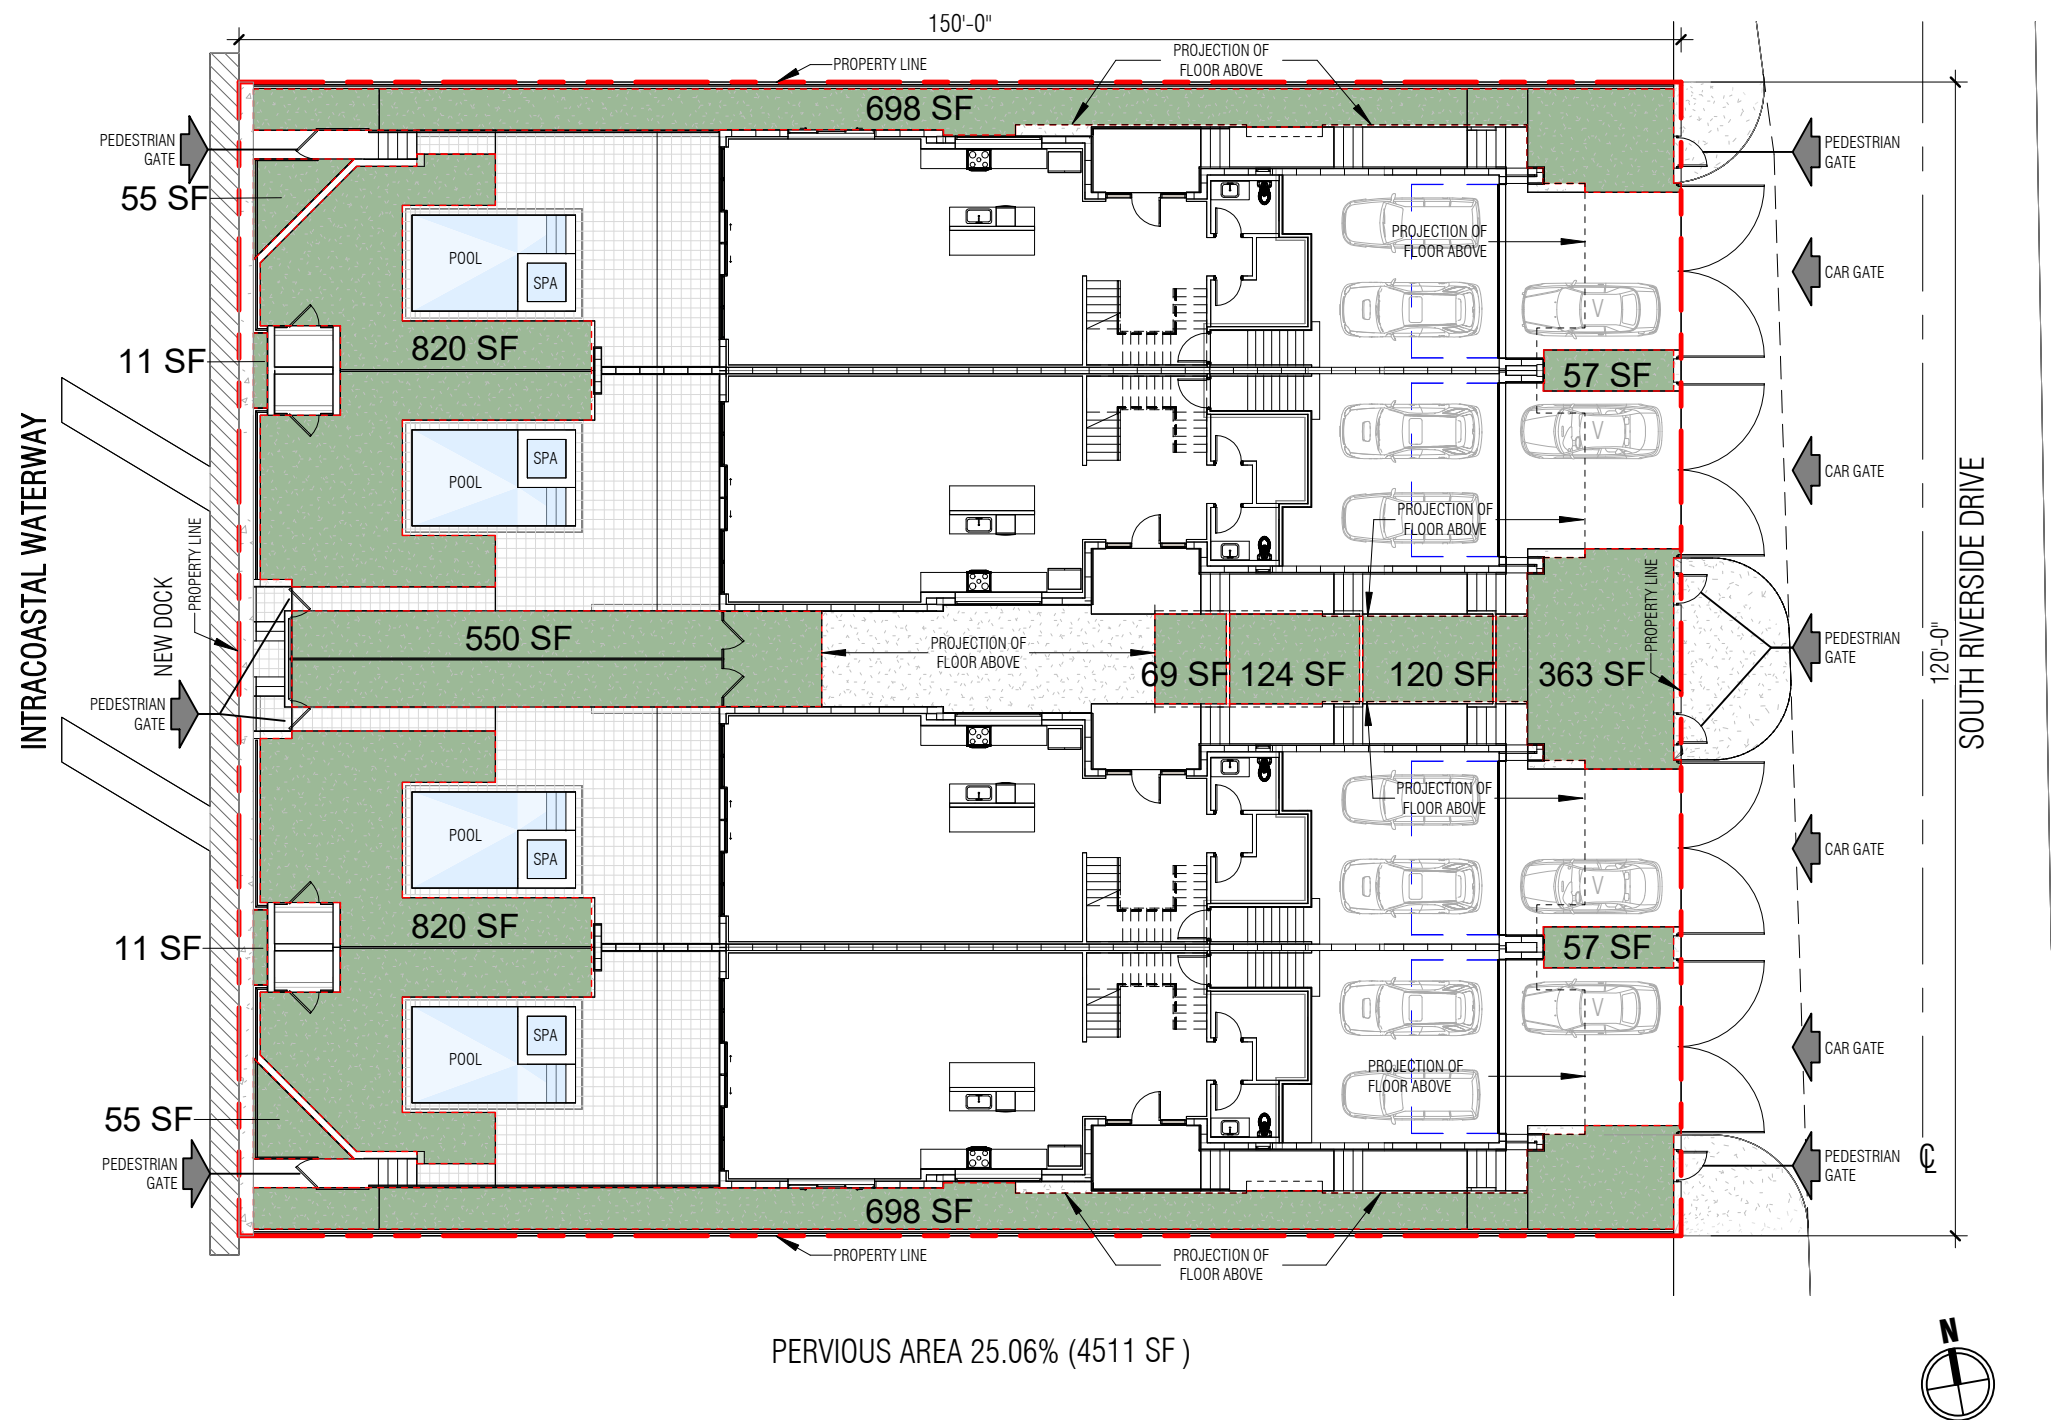 150'-0"
PROJECTION OF
FLOOR ABOVE
PROPERTY LINE
698 SF
PEDESTRIAN
GATE
PEDESTRIAN
GATE
55 SF
PROJECTION OF
FLOOR ABOVE
POOL
SPA
CAR GATE
11 SF
820 SF
57 SF
INTRACOASTAL WATERWAY
NEW DOCK
PROPERTY LINE
POOL
SPA
CAR GATE
PROJECTION OF
FLOOR ABOVE
SOUTH RIVERSIDE DRIVE
120'-0"
550 SF
PROJECTION OF
FLOOR ABOVE
69 SF
124 SF
120 SF
363 SF
PROPERTY LINE
PEDESTRIAN
GATE
PEDESTRIAN
GATE
POOL
SPA
PROJECTION OF
FLOOR ABOVE
CAR GATE
11 SF
820 SF
57 SF
POOL
SPA
PROJECTION OF
FLOOR ABOVE
CAR GATE
55 SF
PEDESTRIAN
GATE
PEDESTRIAN
GATE
CL
698 SF
PROPERTY LINE
PROJECTION OF
FLOOR ABOVE
PERVIOUS AREA 25.06% (4511 SF )
N